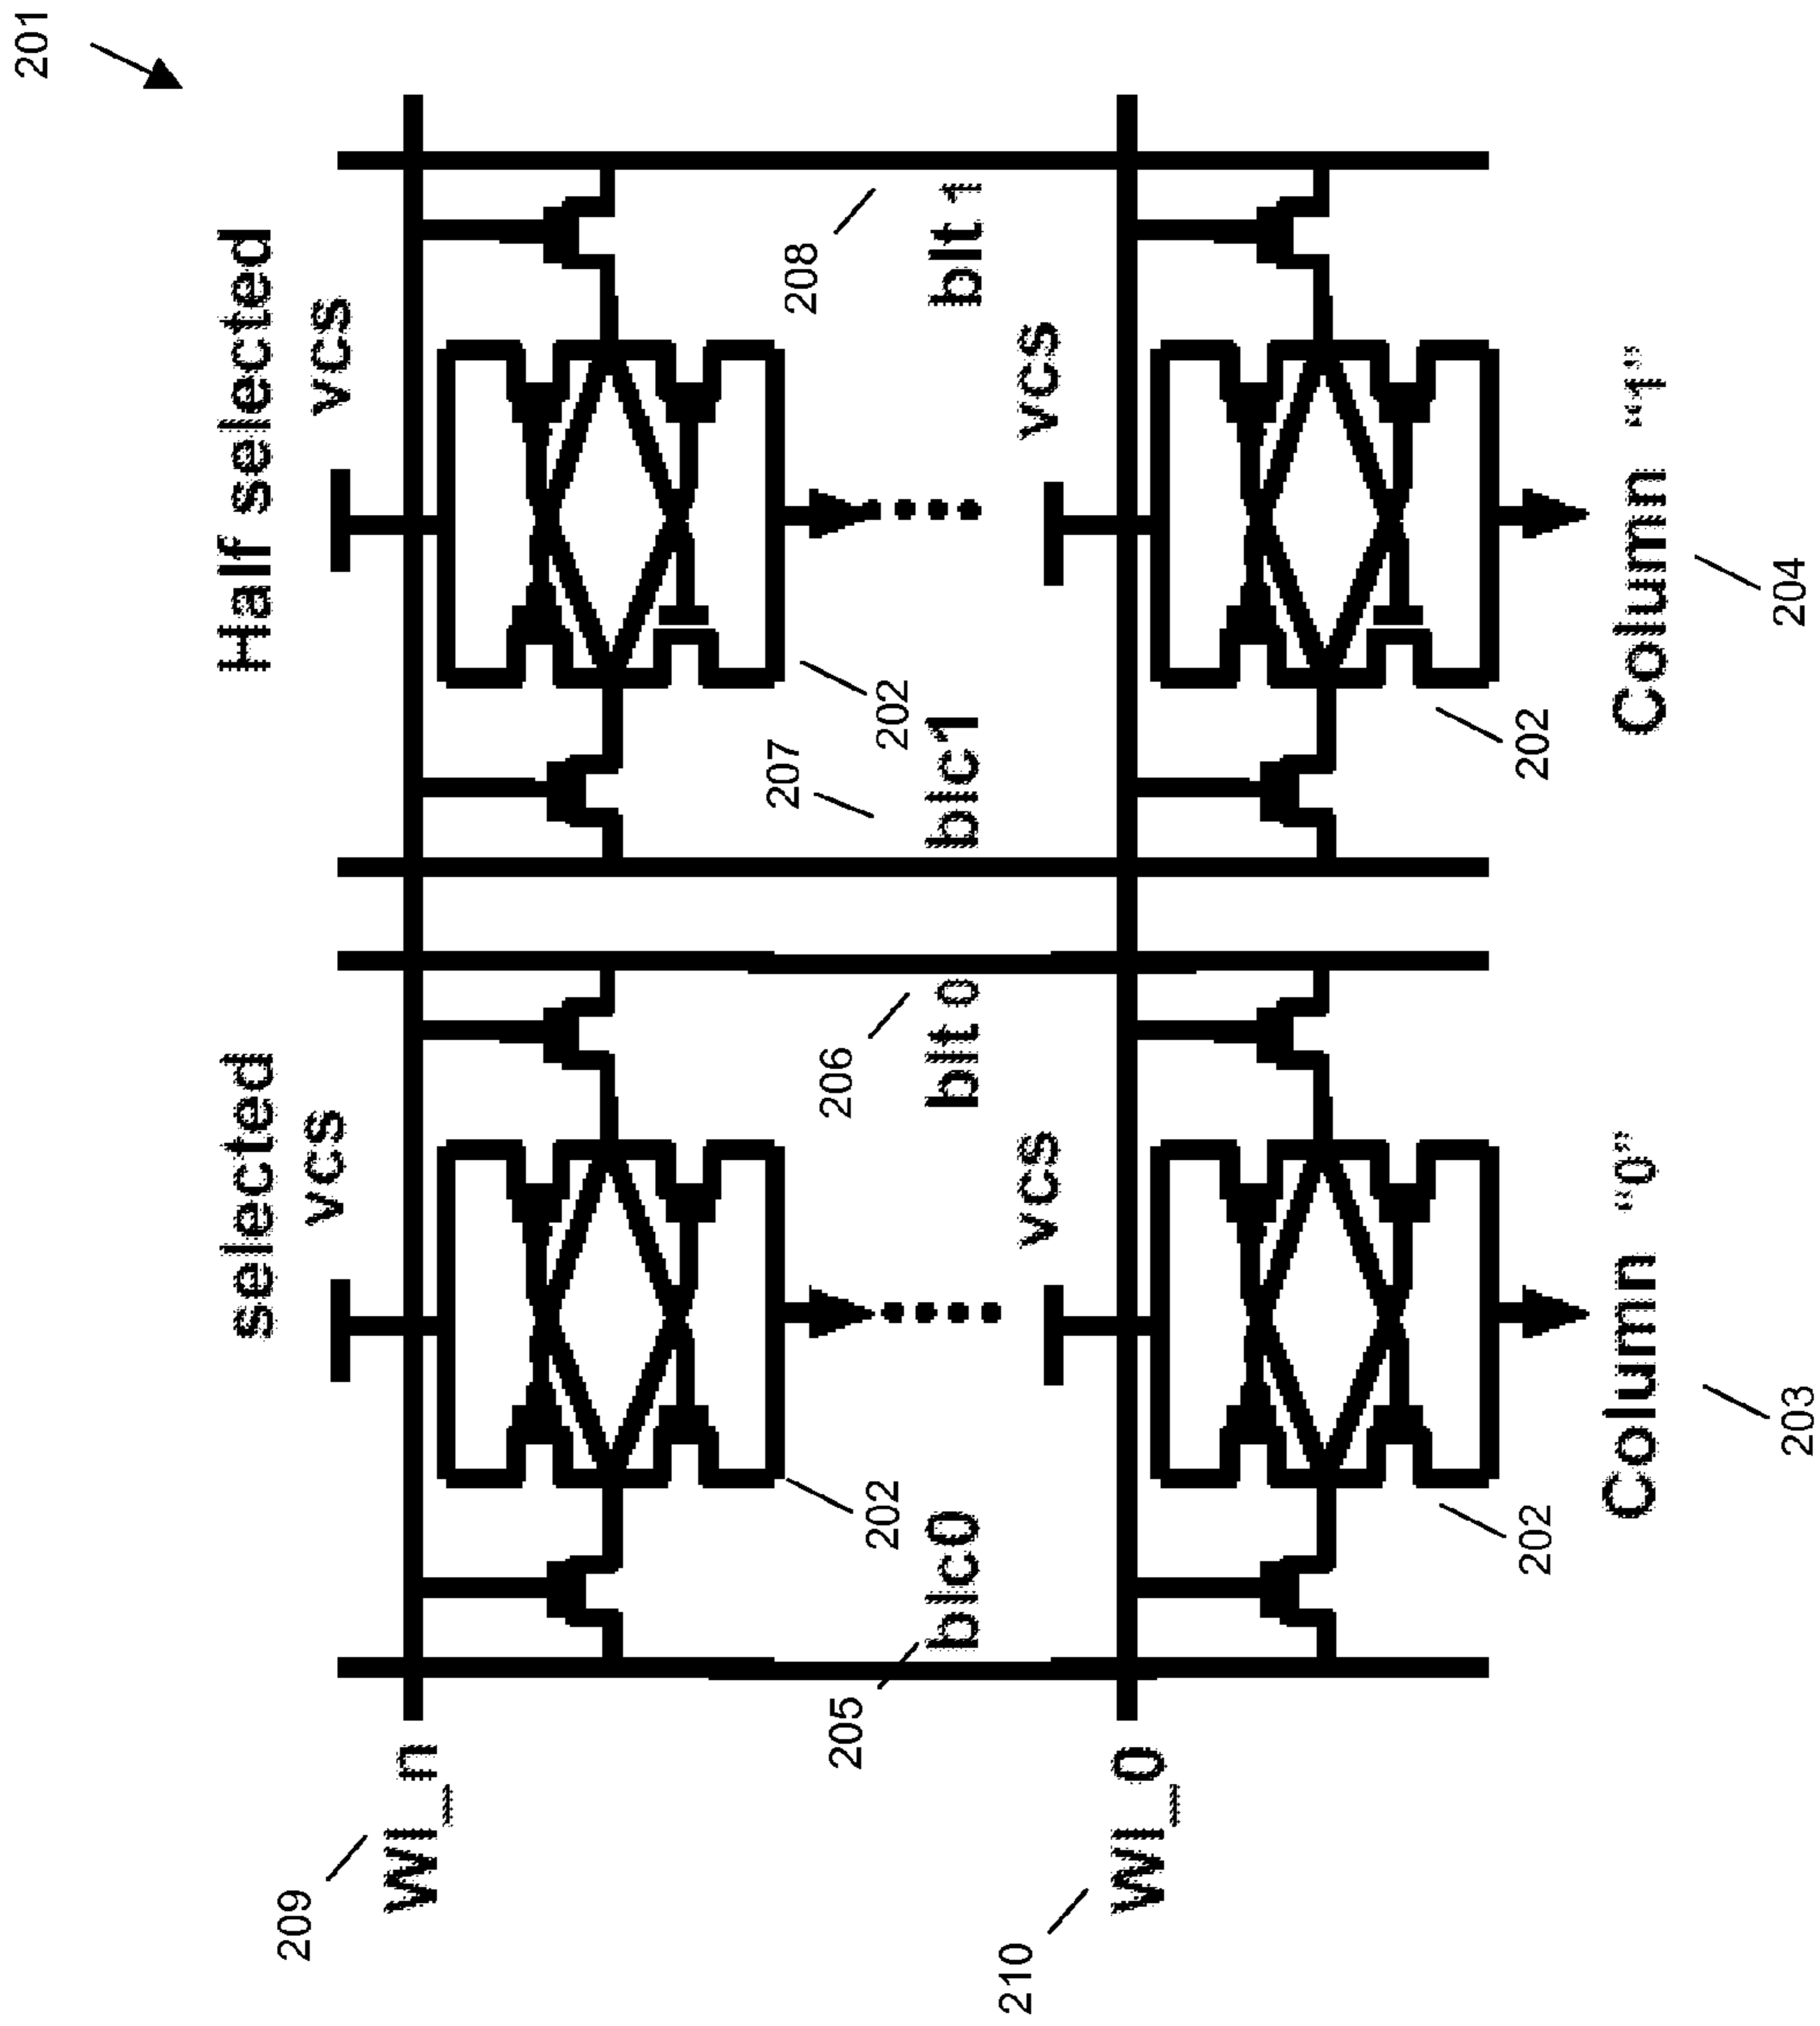 201
Half selected
selected
vcs
vcs
209
Wl_n
202
202
205
blc0
206
blt 0
207
blc1
208
blt 1
vcs
vcs
210
Wl_0
202
202
Column "0"
203
Column "1"
204